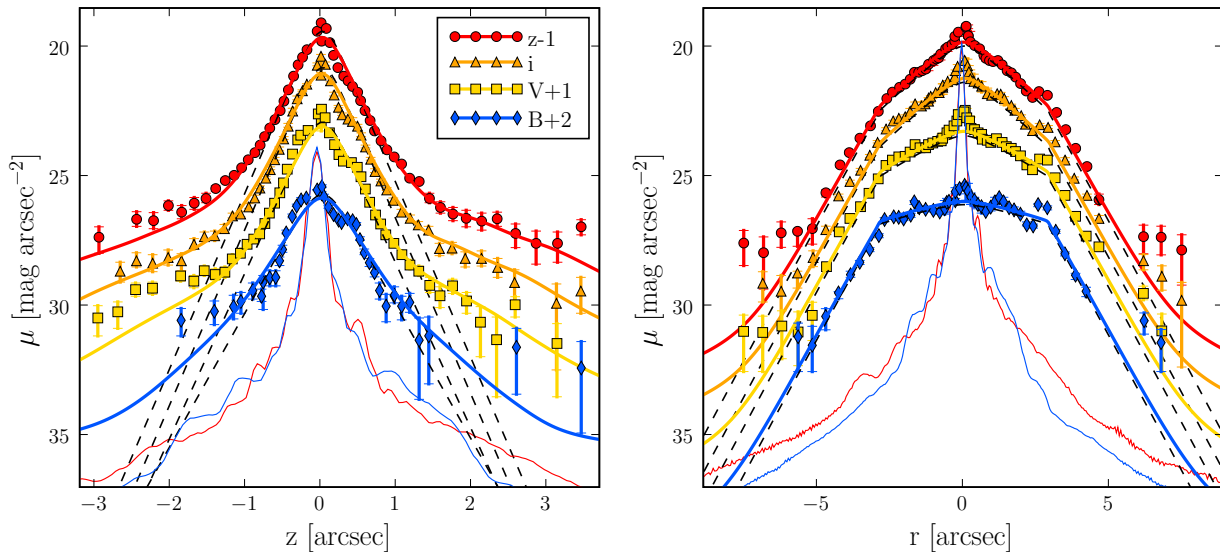 z-1
i
V+1
B+2
20
25
30
35
μ [mag arcsec⁻²]
−3 −2 −1 0 1 2 3
z [arcsec]
20
25
30
35
μ [mag arcsec⁻²]
−5 0 5
r [arcsec]